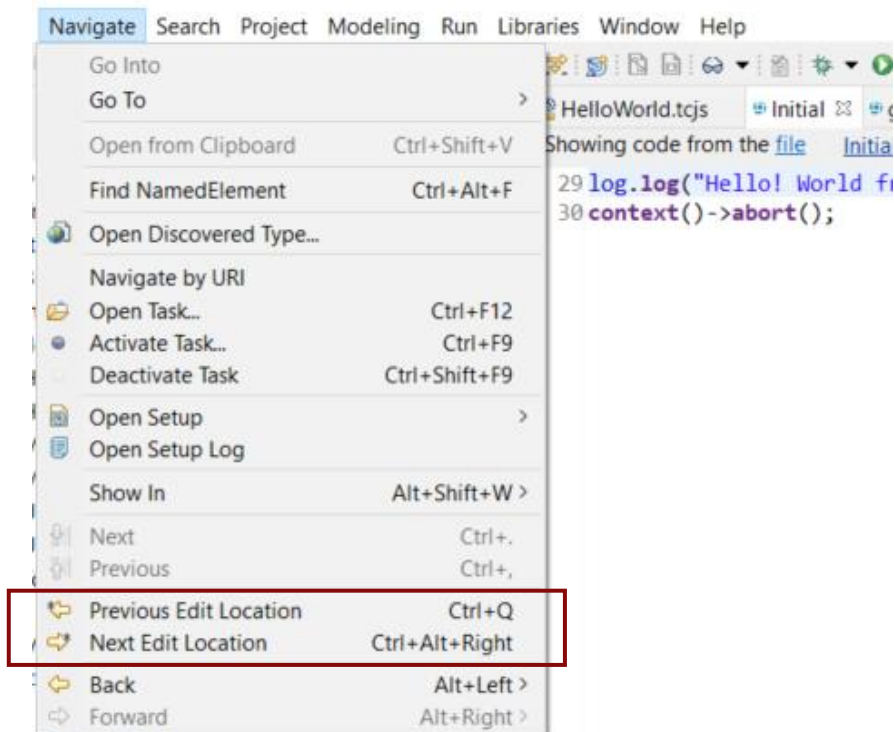 Navigate Search Project Modeling Run Libraries Window Help
Go Into
Go To
HelloWorld.tcjs Initial
Open from Clipboard Ctrl+Shift+V
Showing code from the file Initia
Find NamedElement Ctrl+Alt+F
29 log.log("Hello! World fr
30 context()->abort();
Open Discovered Type...
Navigate by URI
Open Task... Ctrl+F12
Activate Task... Ctrl+F9
Deactivate Task Ctrl+Shift+F9
Open Setup
Open Setup Log
Show In Alt+Shift+W
Next Ctrl+.
Previous Ctrl+,
Previous Edit Location Ctrl+Q
Next Edit Location Ctrl+Alt+Right
Back Alt+Left
Forward Alt+Right